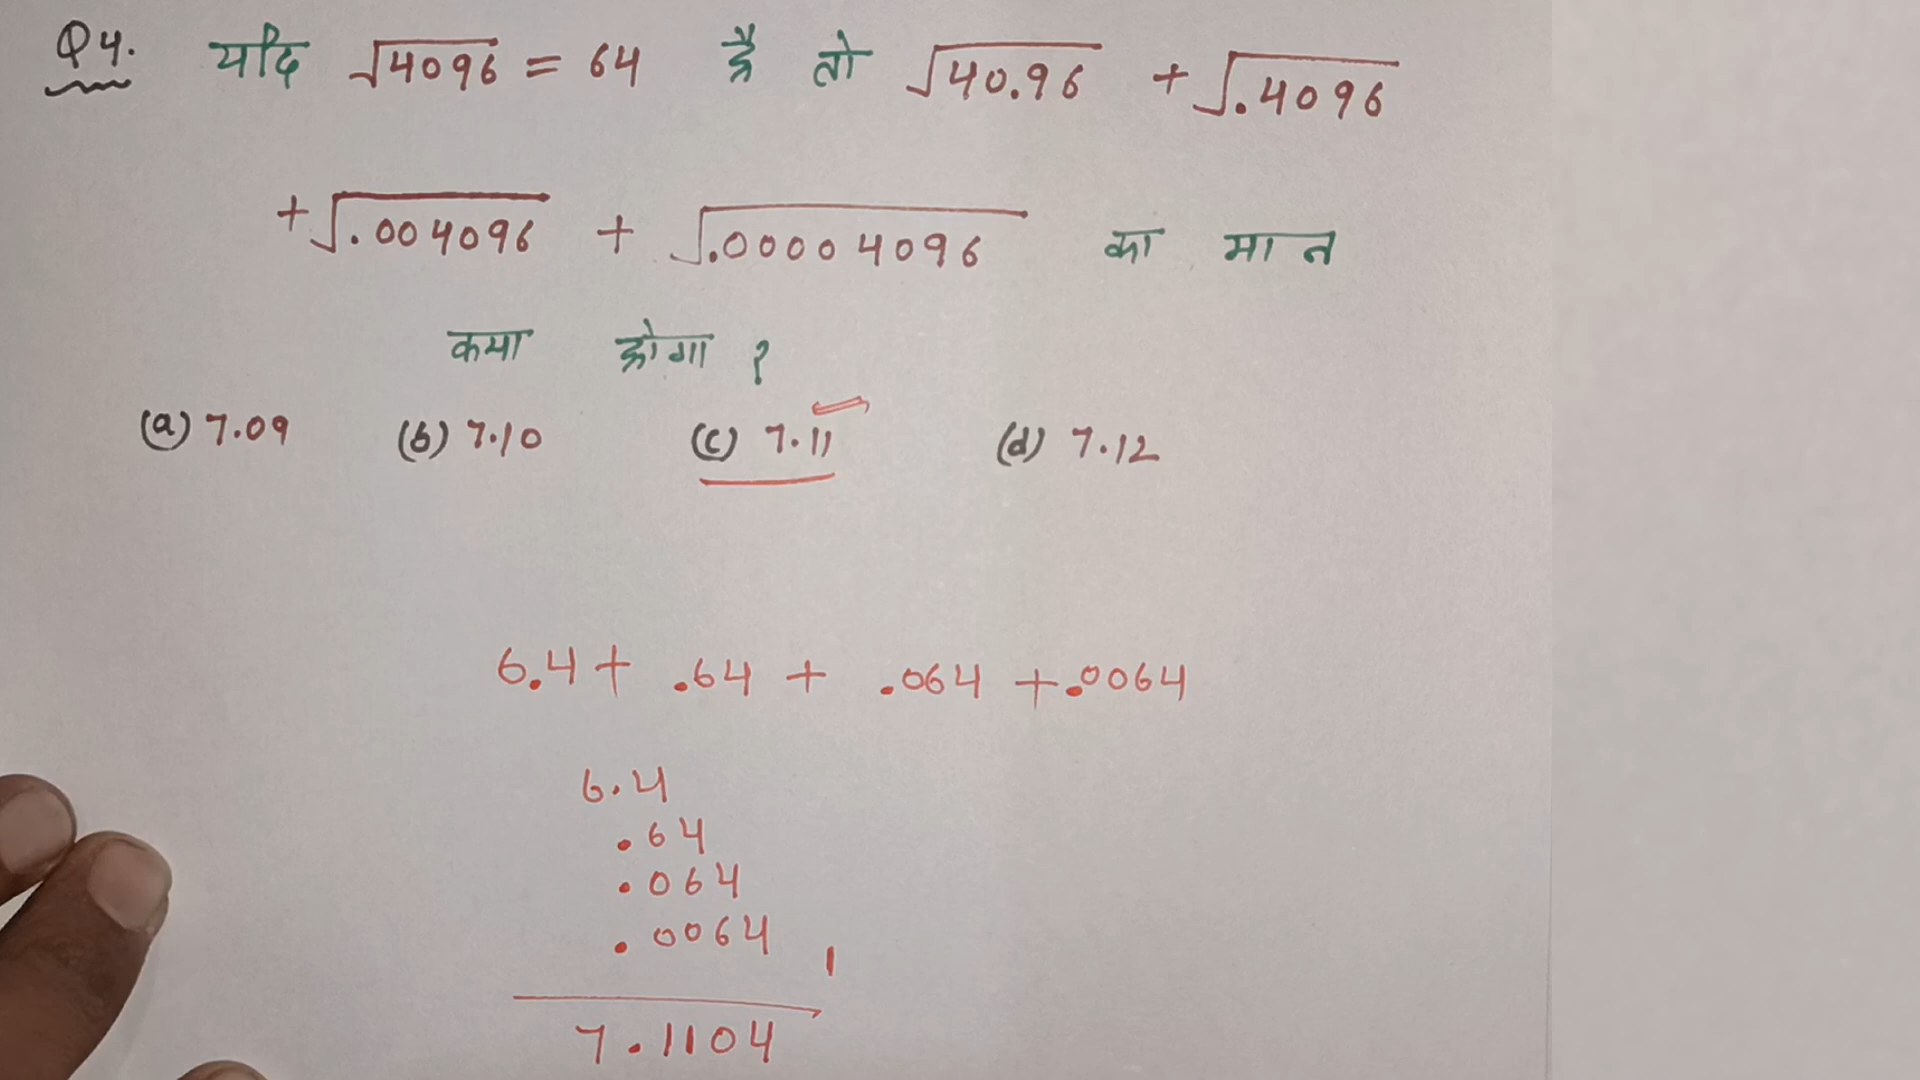 Q4. यदि √4096 = 64 है तो √40.96 + √.4096
+ √.004096 + √.00004096 का मान
क्या होगा ?
(a) 7.09 (b) 7.10 (c) 7.11 (d) 7.12
6.4 + .64 + .064 + .0064
6.4
.64
.064
.0064 1
7.1104